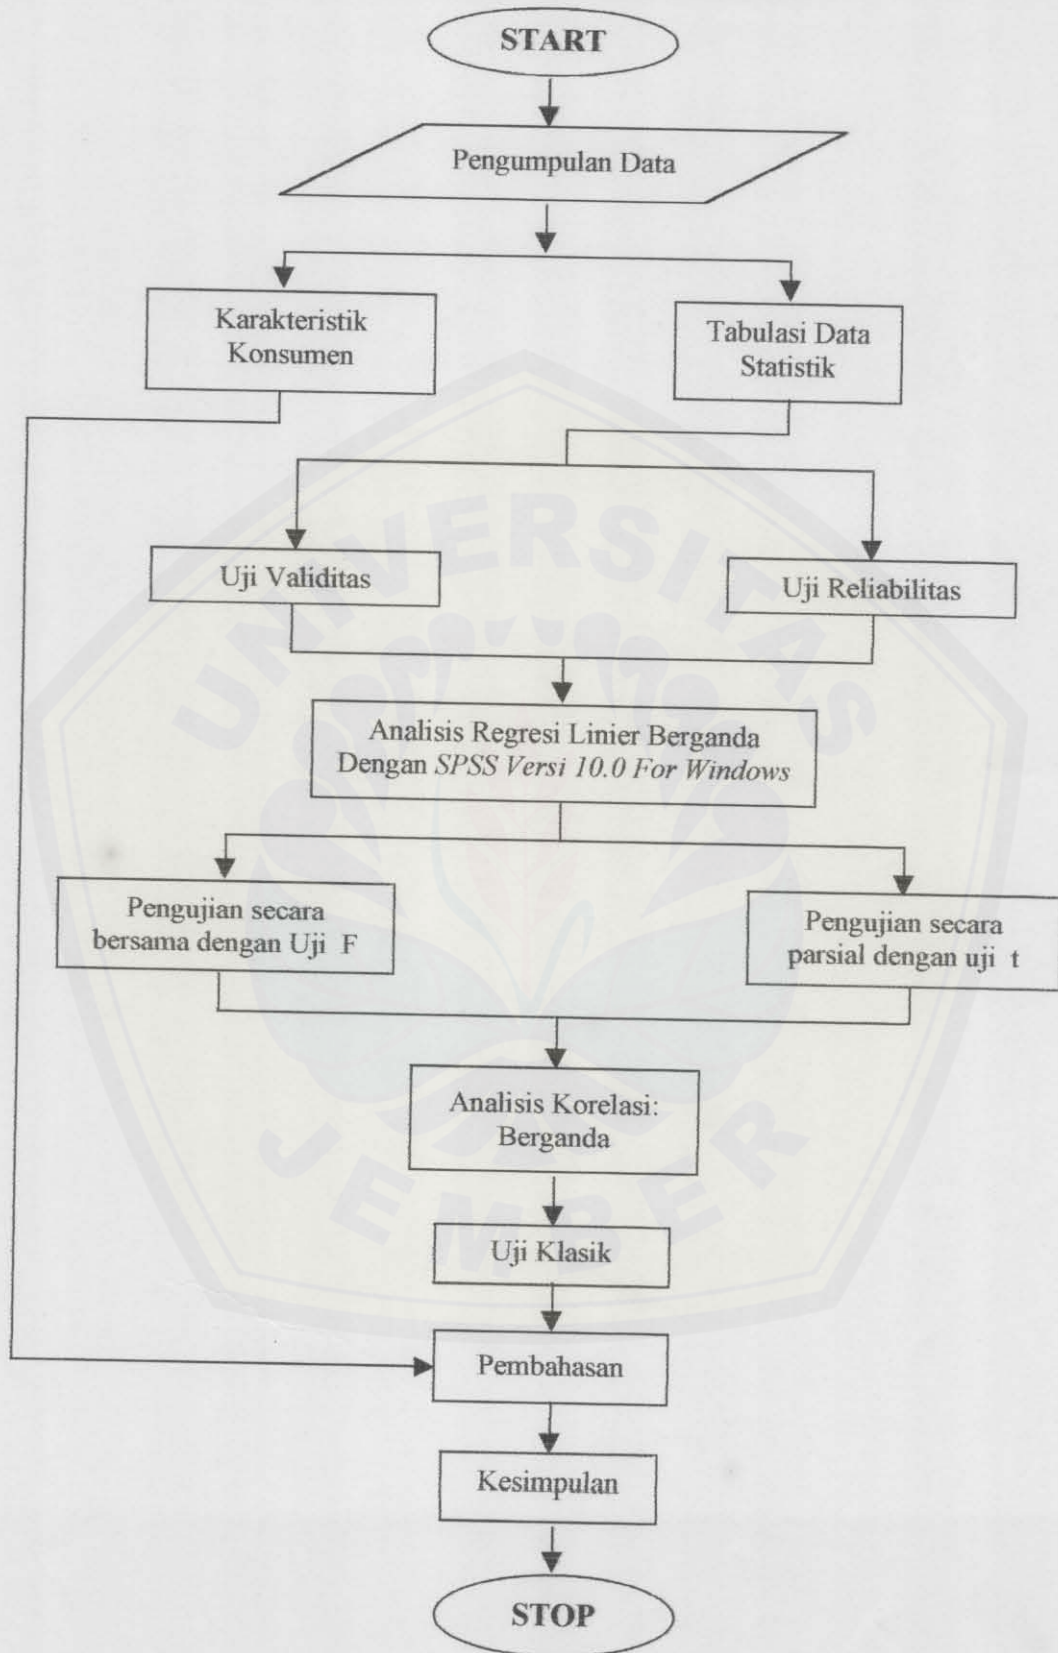 START
Pengumpulan Data
Karakteristik
Konsumen
Tabulasi Data
Statistik
Uji Validitas
Uji Reliabilitas
Analisis Regresi Linier Berganda
Dengan SPSS Versi 10.0 For Windows
Pengujian secara
bersama dengan Uji F
Pengujian secara
parsial dengan uji t
Analisis Korelasi:
Berganda
Uji Klasik
Pembahasan
Kesimpulan
STOP
UNIVERSITAS
JEMBER